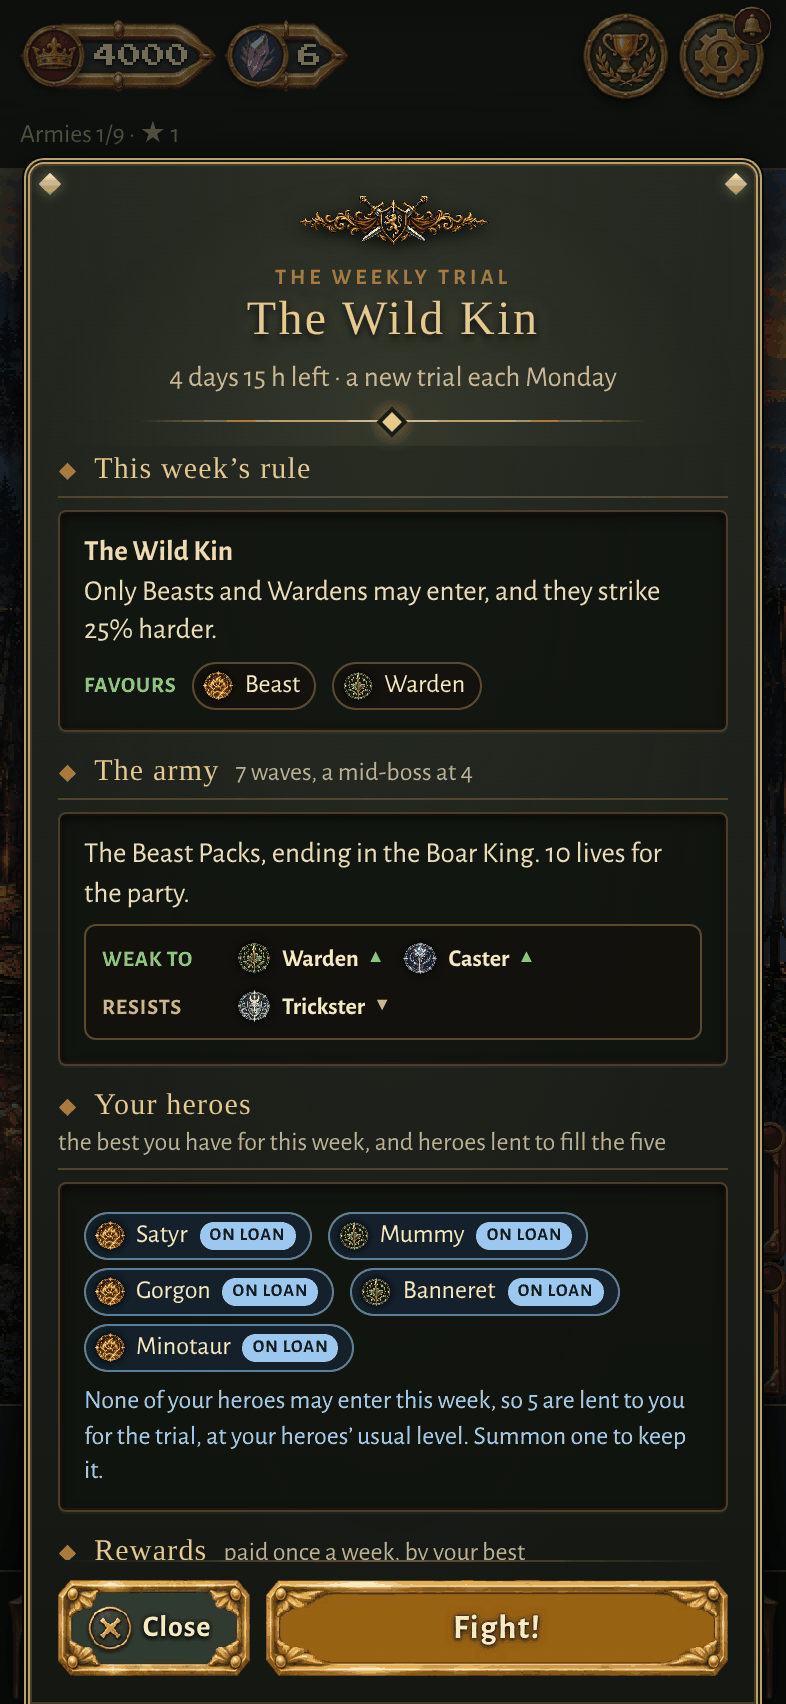 4000
6
Armies 1/9 · ★ 1
THE WEEKLY TRIAL
The Wild Kin
4 days 15 h left · a new trial each Monday
This week's rule
The Wild Kin
Only Beasts and Wardens may enter, and they strike
25% harder.
FAVOURS Beast Warden
The army 7 waves, a mid-boss at 4
The Beast Packs, ending in the Boar King. 10 lives for
the party.
WEAK TO Warden ▲ Caster ▲
RESISTS Trickster ▼
Your heroes
the best you have for this week, and heroes lent to fill the five
Satyr ON LOAN Mummy ON LOAN
Gorgon ON LOAN Banneret ON LOAN
Minotaur ON LOAN
None of your heroes may enter this week, so 5 are lent to you
for the trial, at your heroes' usual level. Summon one to keep
it.
Rewards paid once a week, by your best
Close Fight!